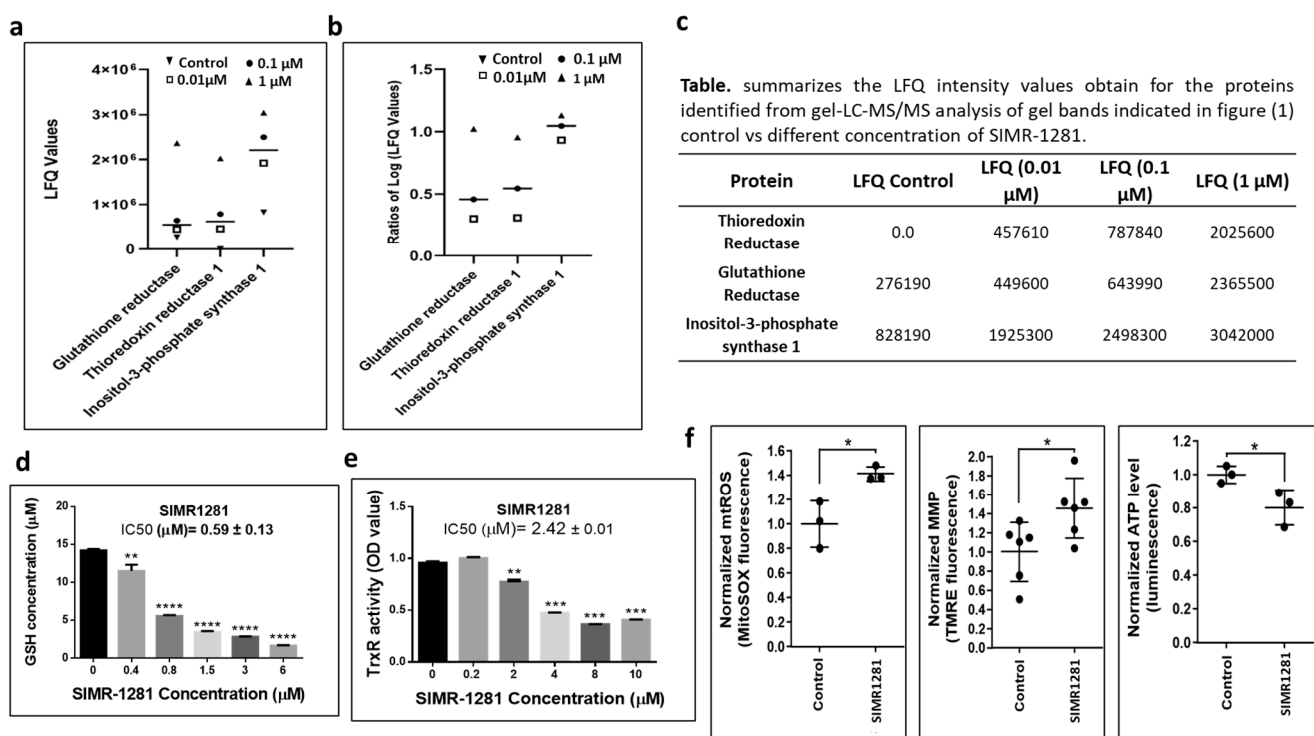 a
▼ Control ● 0.1 μM
□ 0.01μM ▲ 1 μM
LFQ Values
4×10⁶
3×10⁶
2×10⁶
1×10⁶
0
Glutathione reductase
Thioredoxin reductase 1
Inositol-3-phosphate synthase 1
b
▼ Control ● 0.1 μM
□ 0.01μM ▲ 1 μM
Ratios of Log (LFQ Values)
1.5
1.0
0.5
0.0
Glutathione reductase
Thioredoxin reductase 1
Inositol-3-phosphate synthase 1
c
Table. summarizes the LFQ intensity values obtain for the proteins
identified from gel-LC-MS/MS analysis of gel bands indicated in figure (1)
control vs different concentration of SIMR-1281.
Protein LFQ Control LFQ (0.01 μM) LFQ (0.1 μM) LFQ (1 μM)
Thioredoxin Reductase 0.0 457610 787840 2025600
Glutathione Reductase 276190 449600 643990 2365500
Inositol-3-phosphate synthase 1 828190 1925300 2498300 3042000
d
SIMR1281
IC50 (μM)= 0.59 ± 0.13
GSH concentration (μM)
20
15
10
5
0
** **** **** **** ****
0 0.4 0.8 1.5 3 6
SIMR-1281 Concentration (μM)
e
SIMR1281
IC50 (μM)= 2.42 ± 0.01
TrxR activity (OD value)
1.5
1.0
0.5
0.0
** *** *** ***
0 0.2 2 4 8 10
SIMR-1281 Concentration (μM)
f
Normalized mtROS
(MitoSOX fluorescence)
1.6
1.4
1.2
1.0
0.8
0.6
0.4
0.2
0.0
*
Control
SIMR1281
Normalized MMP
(TMRE fluorescence)
2.0
1.8
1.6
1.4
1.2
1.0
0.8
0.6
0.4
0.2
0.0
*
Control
SIMR1281
Normalized ATP level
(luminescence)
1.2
1.0
0.8
0.6
0.4
0.2
0.0
*
Control
SIMR1281